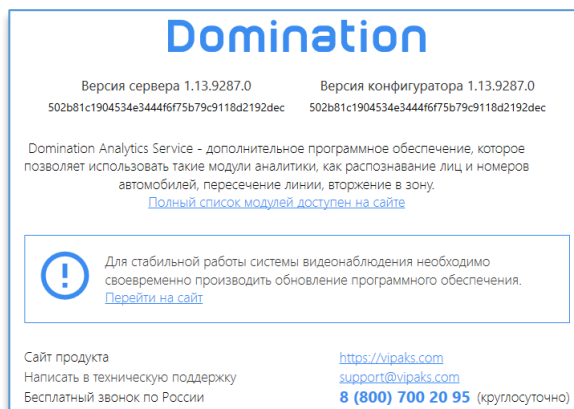 Domination
Версия сервера 1.13.9287.0 Версия конфигуратора 1.13.9287.0
502b81c1904534e3444f6f75b79c9118d2192dec 502b81c1904534e3444f6f75b79c9118d2192dec
Domination Analytics Service - дополнительное программное обеспечение, которое
позволяет использовать такие модули аналитики, как распознавание лиц и номеров
автомобилей, пересечение линии, вторжение в зону.
Полный список модулей доступен на сайте
Для стабильной работы системы видеонаблюдения необходимо
своевременно производить обновление программного обеспечения.
Перейти на сайт
Сайт продукта https://vipaks.com
Написать в техническую поддержку support@vipaks.com
Бесплатный звонок по России 8 (800) 700 20 95 (круглосуточно)